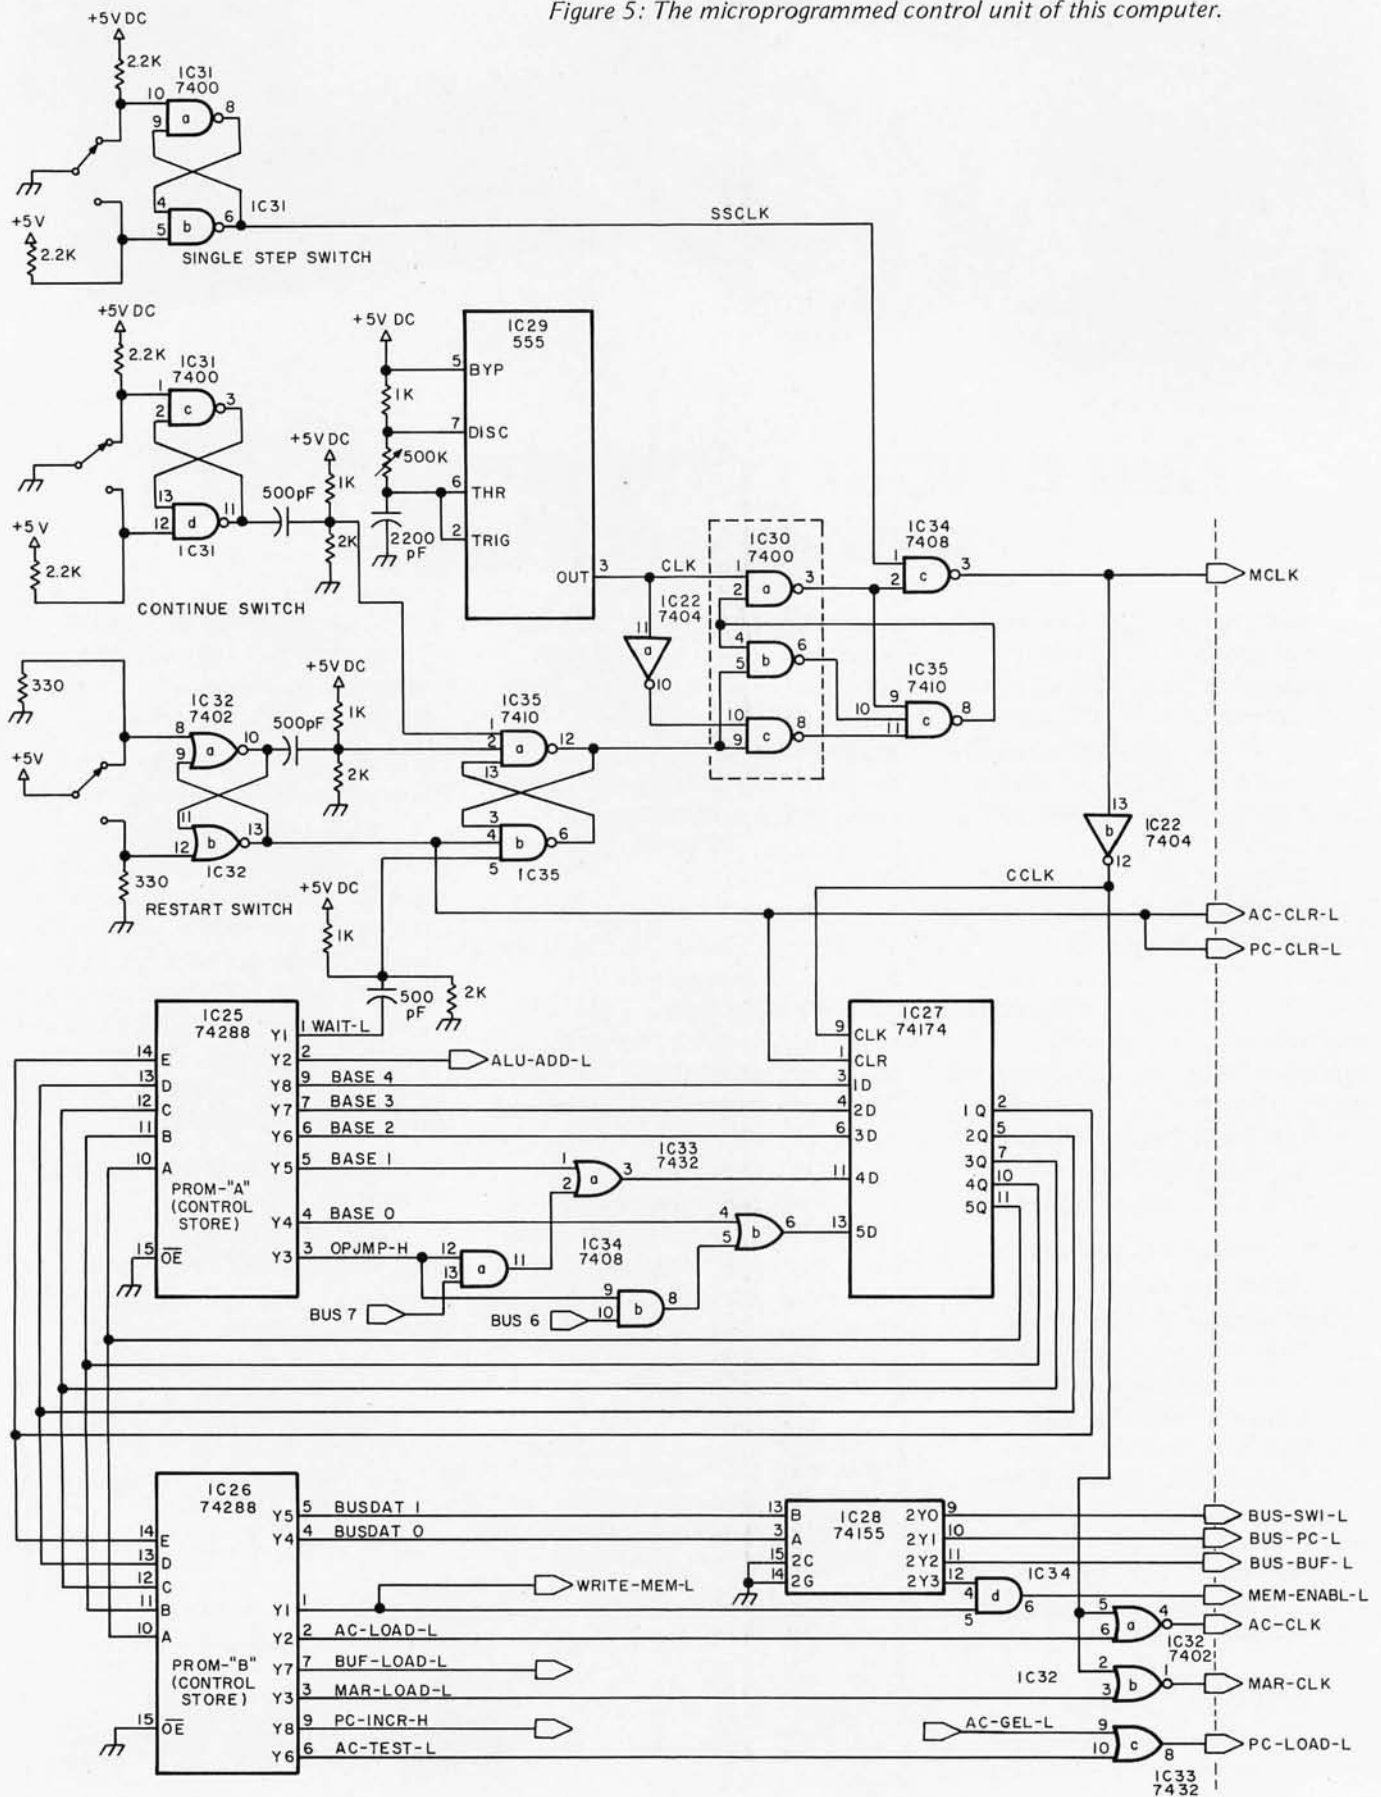 Figure 5: The microprogrammed control unit of this computer.
+5V DC
2.2K
IC31
7400
10
9
a
8
4
5
b
6
IC31
+5V
2.2K
SINGLE STEP SWITCH
SSCLK
+5V DC
2.2K
IC31
7400
1
2
c
3
13
12
d
11
IC31
+5V
2.2K
CONTINUE SWITCH
500pF
+5V DC
1K
2K
+5V DC
1K
500K
2200
pF
IC29
555
5
BYP
7
DISC
6
THR
2
TRIG
OUT
3
CLK
IC22
7404
11
a
10
IC30
7400
1
2
a
3
4
5
b
6
10
9
c
8
IC34
7408
1
2
c
3
MCLK
IC35
7410
9
10
11
c
8
330
IC32
7402
8
9
a
10
500pF
+5V DC
1K
2K
+5V
11
12
b
13
IC32
330
RESTART SWITCH
IC35
7410
1
2
13
a
12
3
4
5
b
6
IC35
13
b
12
IC22
7404
CCLK
AC-CLR-L
PC-CLR-L
+5V DC
1K
500
pF
2K
IC25
74288
14
E
13
D
12
C
11
B
10
A
PROM-"A"
(CONTROL
STORE)
15
OE
Y1
1
WAIT-L
Y2
2
ALU-ADD-L
Y8
9
BASE 4
Y7
7
BASE 3
Y6
6
BASE 2
Y5
5
BASE 1
Y4
4
BASE 0
Y3
3
OPJMP-H
1
2
a
3
IC33
7432
4
5
b
6
12
13
a
11
IC34
7408
BUS 7
9
10
b
8
BUS 6
IC27
74174
9
CLK
1
CLR
3
1D
4
2D
6
3D
11
4D
13
5D
1Q
2
2Q
5
3Q
7
4Q
10
5Q
11
IC26
74288
14
E
13
D
12
C
11
B
10
A
PROM-"B"
(CONTROL
STORE)
15
OE
Y5
5
BUSDAT 1
Y4
4
BUSDAT 0
WRITE-MEM-L
Y1
1
Y2
2
AC-LOAD-L
Y7
7
BUF-LOAD-L
Y3
3
MAR-LOAD-L
Y8
9
PC-INCR-H
Y6
6
AC-TEST-L
IC28
74155
13
B
3
A
15
2C
14
2G
2Y0
9
BUS-SWI-L
2Y1
10
BUS-PC-L
2Y2
11
BUS-BUF-L
2Y3
12
4
5
d
6
IC34
MEM-ENABL-L
5
6
a
4
AC-CLK
IC32
7402
IC32
2
3
b
1
MAR-CLK
AC-GEL-L
9
10
c
8
PC-LOAD-L
IC33
7432